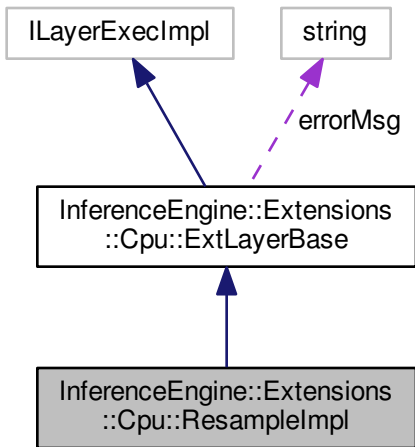 ILayerExecImpl
string
errorMsg
InferenceEngine::Extensions
::Cpu::ExtLayerBase
InferenceEngine::Extensions
::Cpu::ResampleImpl